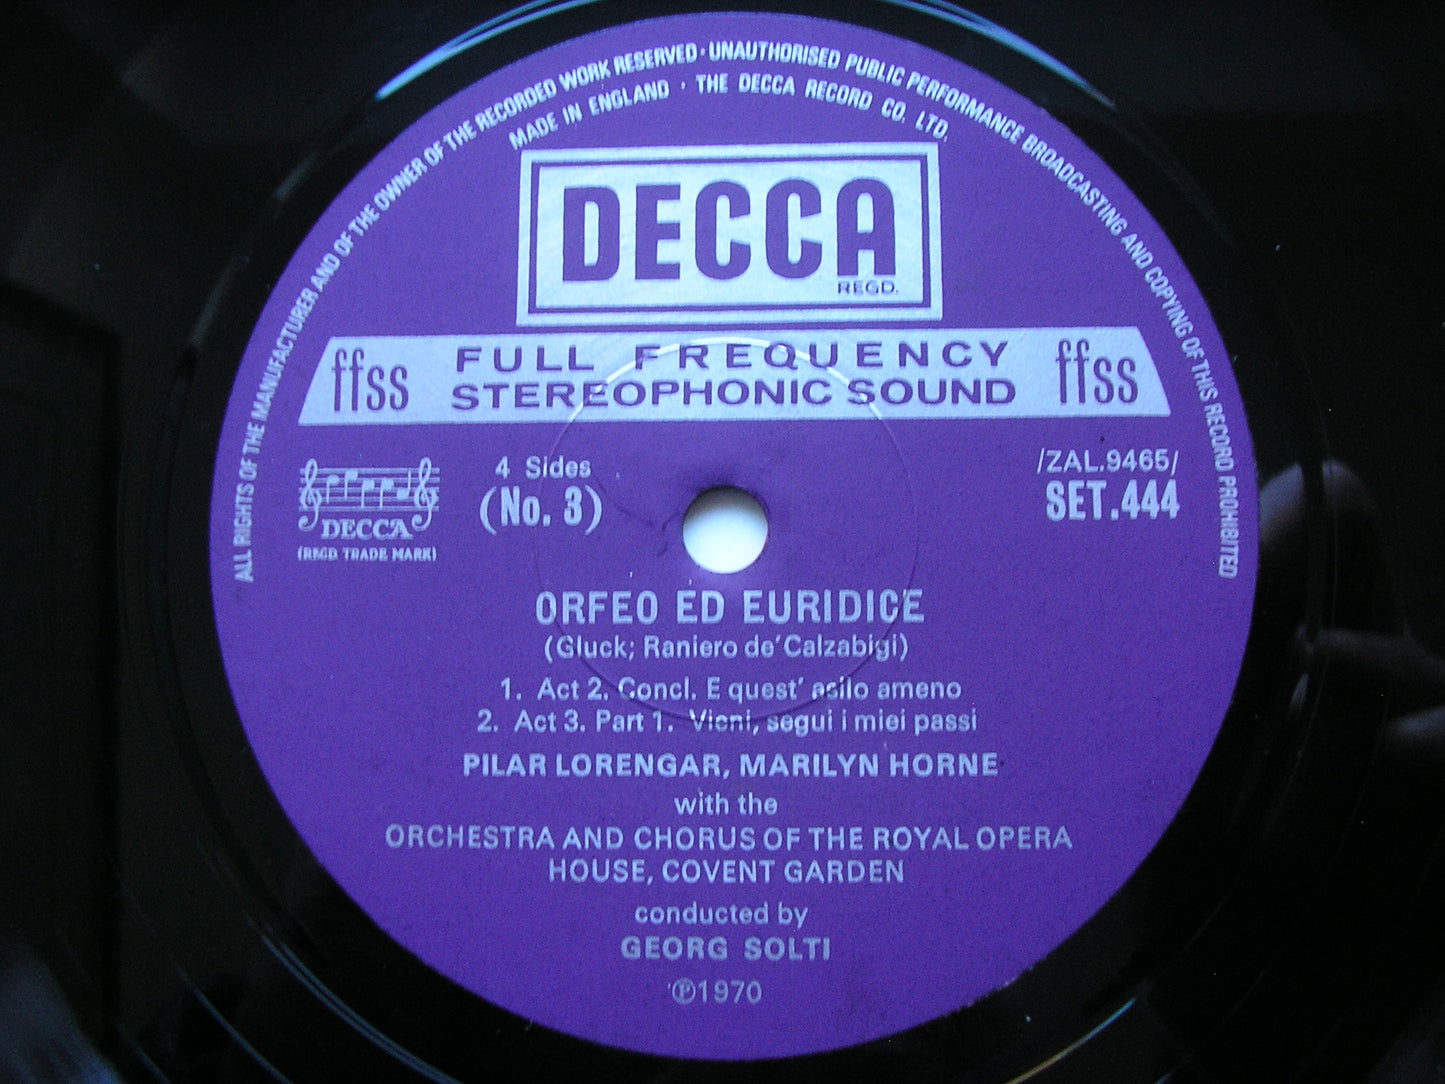 ALL RIGHTS OF THE MANUFACTURER AND OF THE OWNER OF THE RECORDED WORK RESERVED · UNAUTHORISED PUBLIC PERFORMANCE BROADCASTING AND COPYING OF THIS RECORD PROHIBITED
MADE IN ENGLAND · THE DECCA RECORD CO. LTD.
DECCA
REGD.
ffss FULL FREQUENCY STEREOPHONIC SOUND ffss
DECCA
(REGD TRADE MARK)
4 Sides
(No. 3)
/ZAL.9465/
SET.444
ORFEO ED EURIDICE
(Gluck; Raniero de' Calzabigi)
1. Act 2. Concl. E quest' asilo ameno
2. Act 3. Part 1. Vieni, segui i miei passi
PILAR LORENGAR, MARILYN HORNE
with the
ORCHESTRA AND CHORUS OF THE ROYAL OPERA
HOUSE, COVENT GARDEN
conducted by
GEORG SOLTI
℗1970